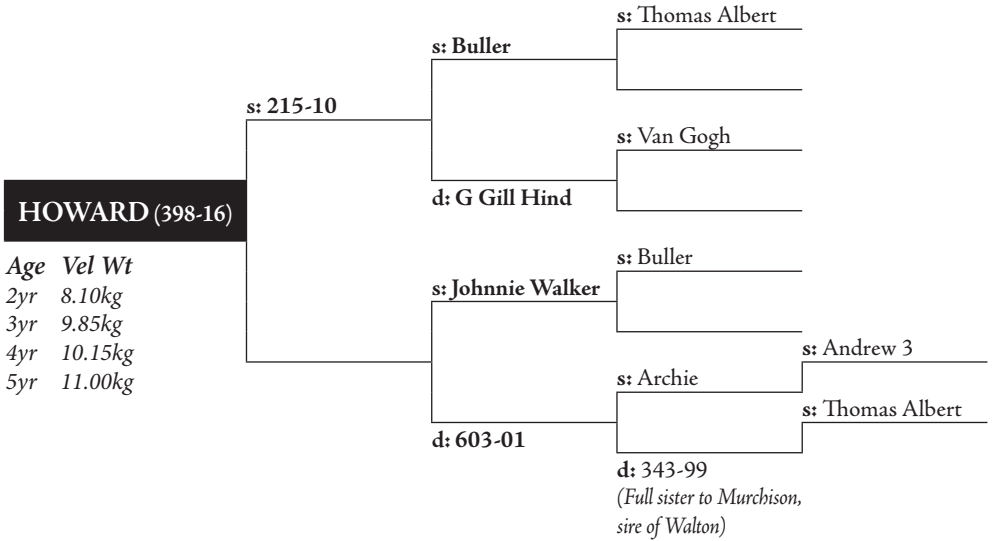 s: Thomas Albert
s: Buller
s: 215-10
s: Van Gogh
d: G Gill Hind
HOWARD (398-16)
Age Vel Wt
2yr 8.10kg
3yr 9.85kg
4yr 10.15kg
5yr 11.00kg
s: Buller
s: Johnnie Walker
s: Andrew 3
s: Archie
s: Thomas Albert
d: 603-01
d: 343-99
(Full sister to Murchison,
sire of Walton)